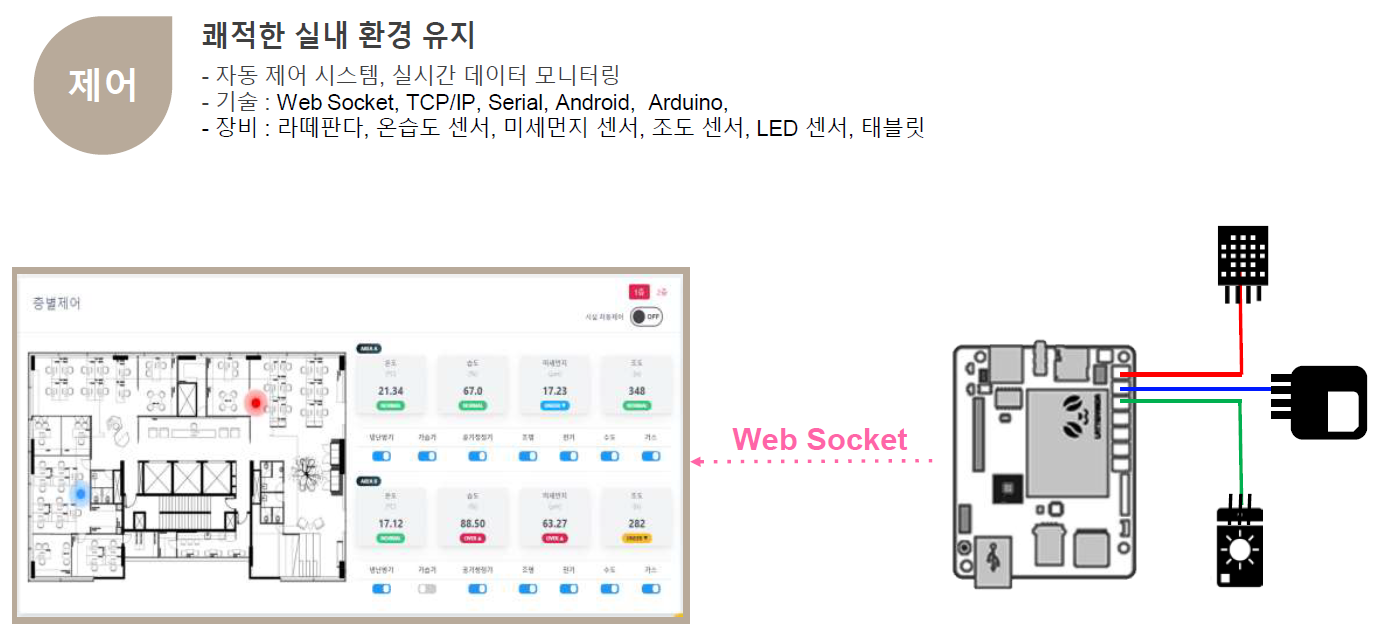 제어
쾌적한 실내 환경 유지
- 자동 제어 시스템, 실시간 데이터 모니터링
- 기술 : Web Socket, TCP/IP, Serial, Android, Arduino,
- 장비 : 라떼판다, 온습도 센서, 미세먼지 센서, 조도 센서, LED 센서, 태블릿
층별제어
1층 2층
시설 자동제어 OFF
AREA A
온도 습도 미세먼지 조도
(℃) (%) (lx)
21.34 67.0 17.23 348
NORMAL NORMAL UNDER ▼ NORMAL
냉난방기 가습기 공기청정기 조명 전기 수도 가스
AREA B
온도 습도 미세먼지 조도
(℃) (%) (lx)
17.12 88.50 63.27 282
NORMAL OVER ▲ OVER ▲ UNDER ▼
냉난방기 가습기 공기청정기 조명 전기 수도 가스
Web Socket
LATTEPANDA